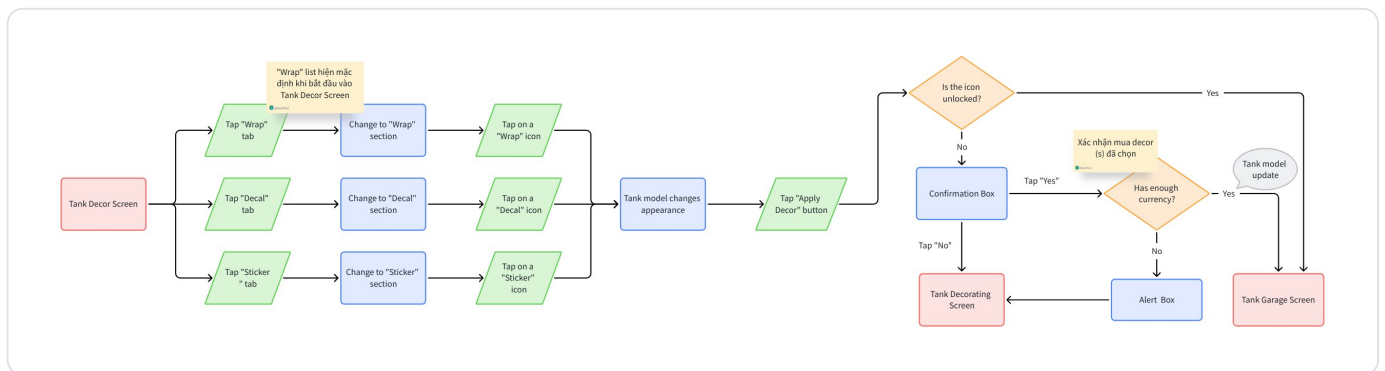 "Wrap" list hiện mặc
định khi bắt đầu vào
Tank Decor Screen
Tank Decor Screen
Tap "Wrap"
tab
Change to "Wrap"
section
Tap on a
"Wrap" icon
Tap "Decal"
tab
Change to "Decal"
section
Tap on a
"Decal" icon
Tap "Sticker
" tab
Change to "Sticker"
section
Tap on a
"Sticker"
icon
Tank model changes
appearance
Tap "Apply
Decor" button
Is the icon
unlocked?
Yes
No
Confirmation Box
Tap "Yes"
Xác nhận mua decor
(s) đã chọn
Has enough
currency?
Yes
Tank model
update
Tap "No"
No
Tank Decorating
Screen
Alert Box
Tank Garage Screen